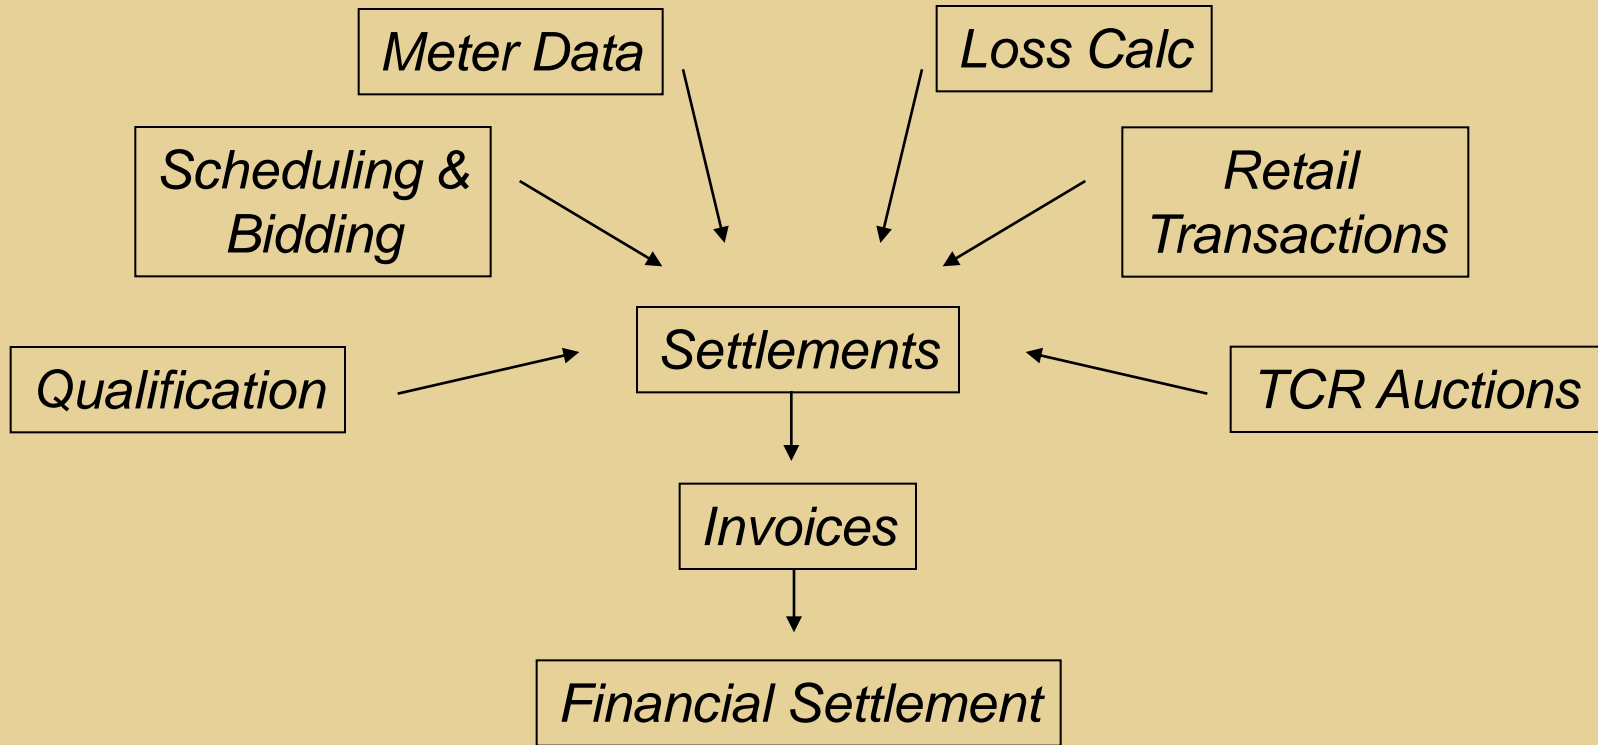 Meter Data
Loss Calc
Scheduling &
Bidding
Retail
Transactions
Settlements
Qualification
TCR Auctions
Invoices
Financial Settlement